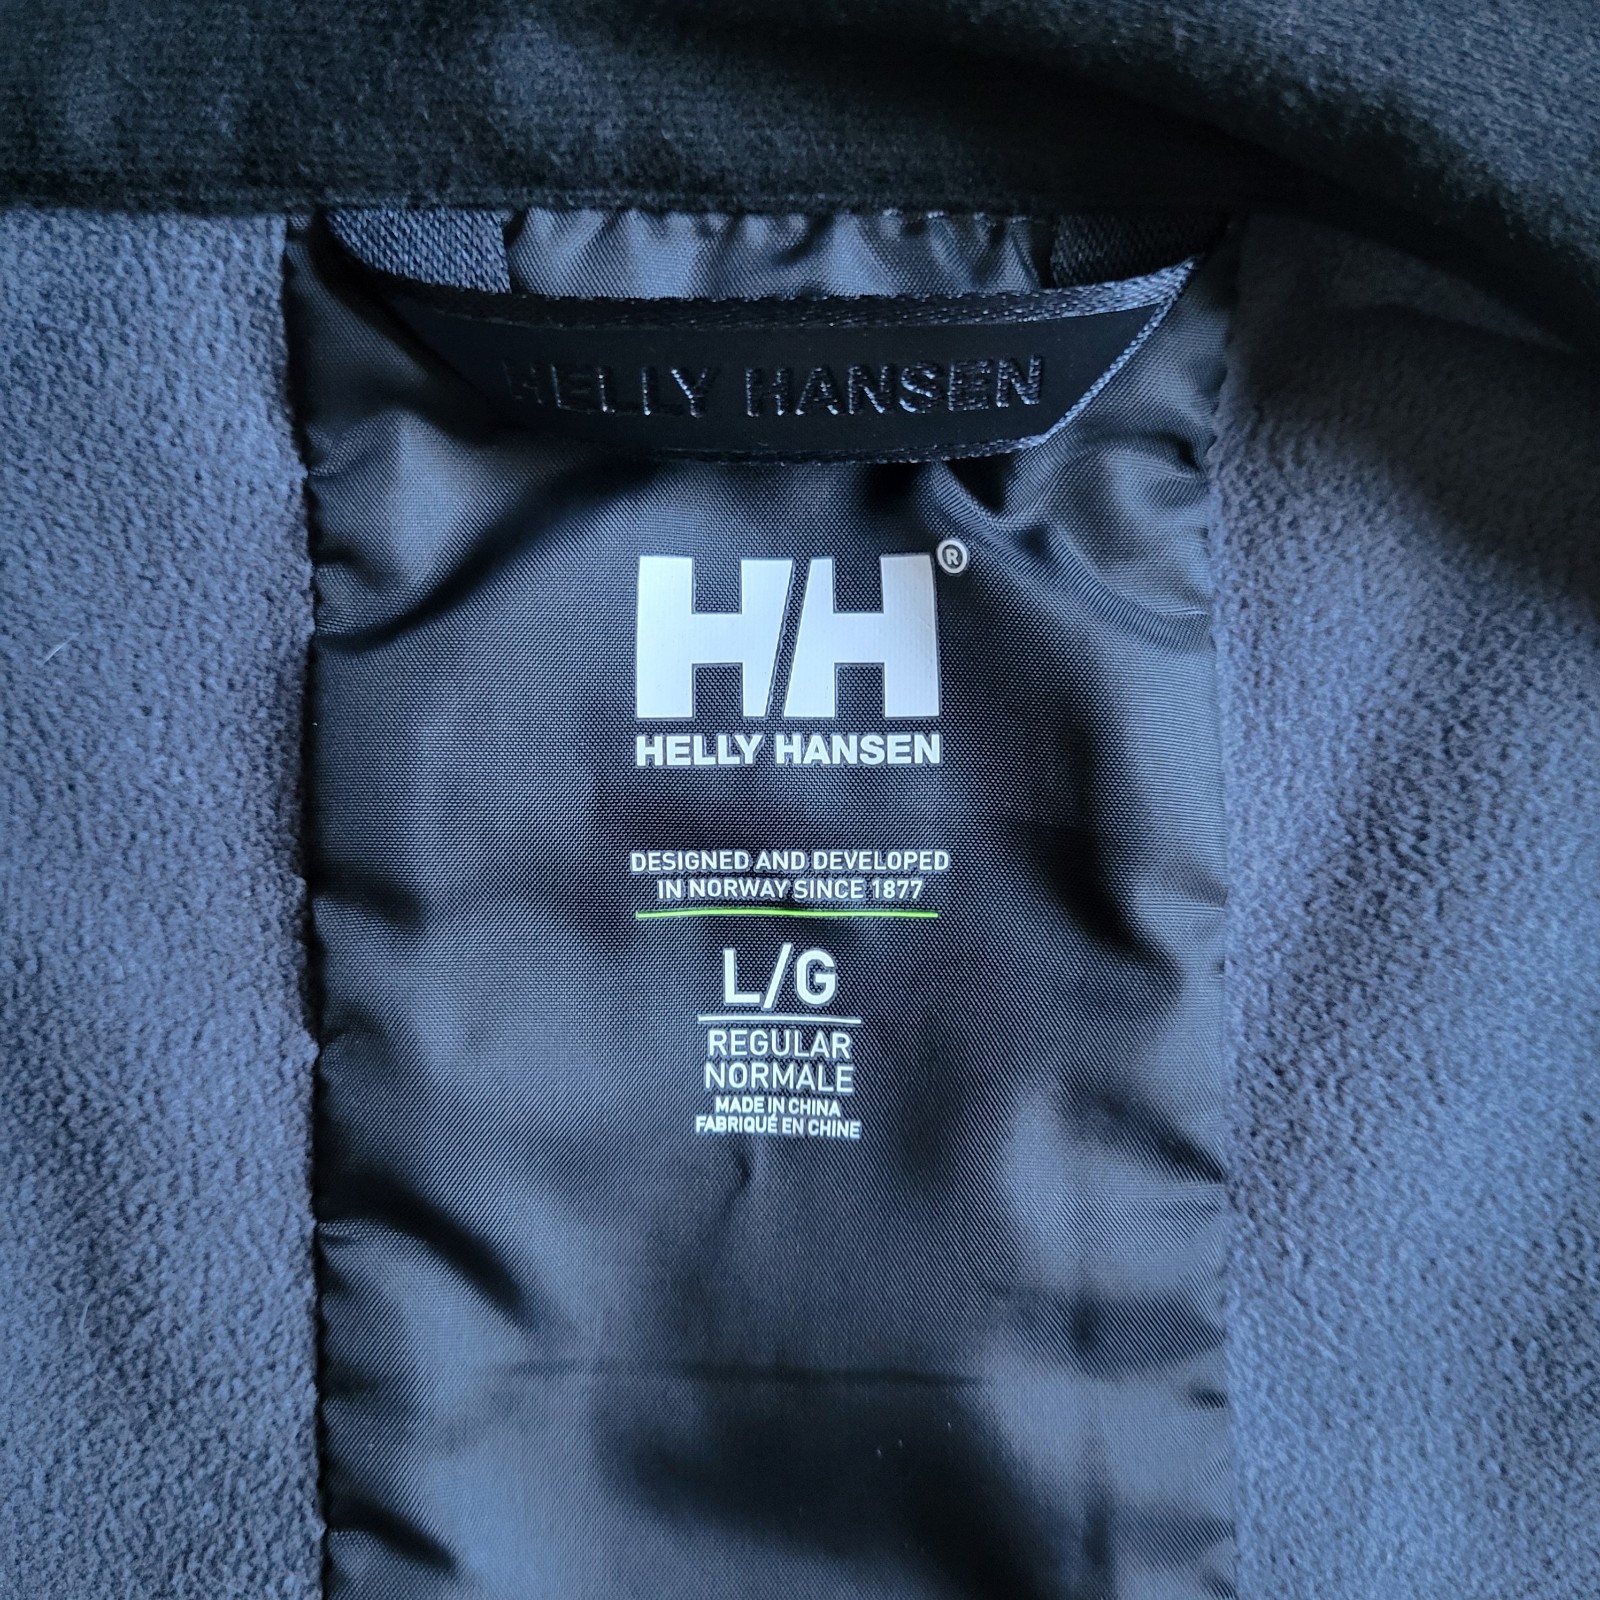 HELLY HANSEN
HH®
HELLY HANSEN
DESIGNED AND DEVELOPED
IN NORWAY SINCE 1877
L/G
REGULAR
NORMALE
MADE IN CHINA
FABRIQUÉ EN CHINE